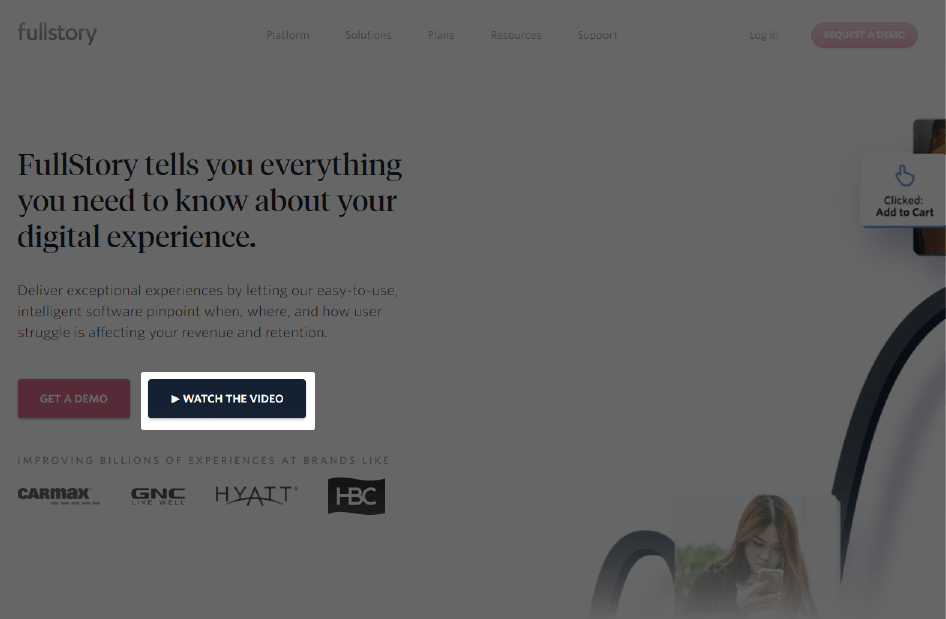 fullstory
Platform Solutions Plans Resources Support Log in REQUEST A DEMO
FullStory tells you everything
you need to know about your
digital experience.
Clicked:
Add to Cart
Deliver exceptional experiences by letting our easy-to-use,
intelligent software pinpoint when, where, and how user
struggle is affecting your revenue and retention.
GET A DEMO
▶ WATCH THE VIDEO
IMPROVING BILLIONS OF EXPERIENCES AT BRANDS LIKE
CARMAX GNC HYATT® HBC
LIVE WELL